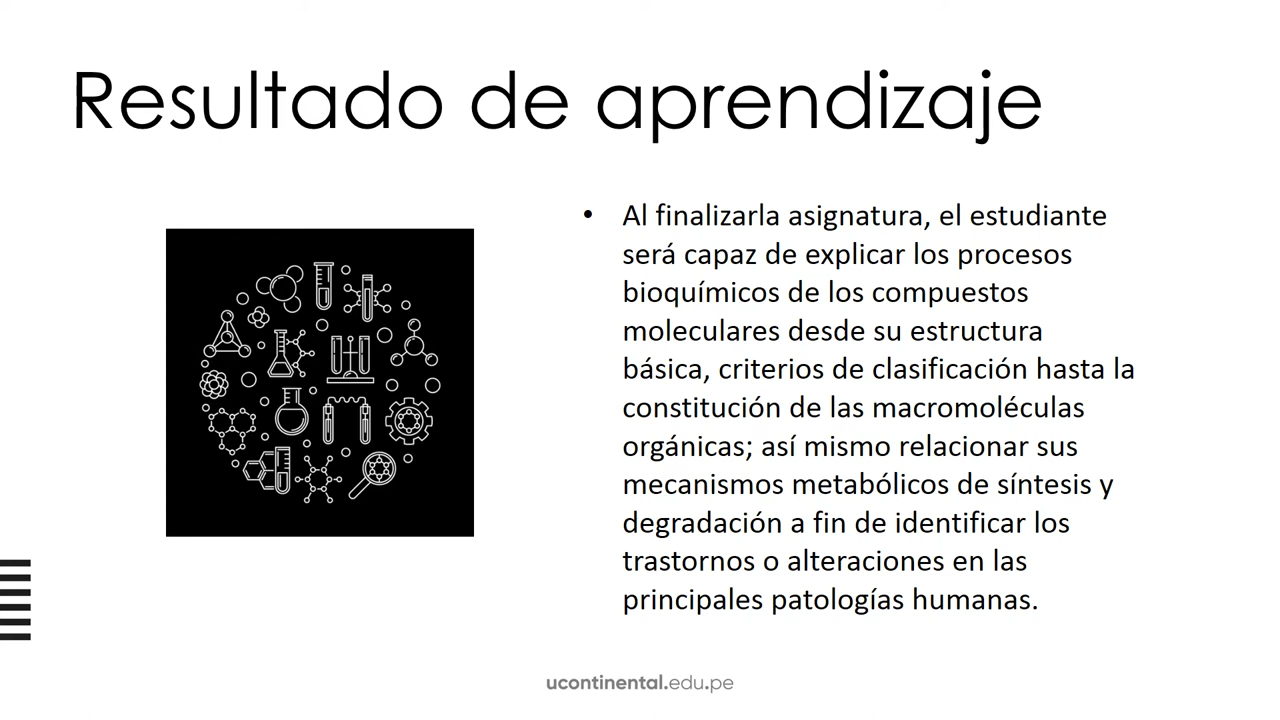 Resultado de aprendizaje
• Al finalizarla asignatura, el estudiante
será capaz de explicar los procesos
bioquímicos de los compuestos
moleculares desde su estructura
básica, criterios de clasificación hasta la
constitución de las macromoléculas
orgánicas; así mismo relacionar sus
mecanismos metabólicos de síntesis y
degradación a fin de identificar los
trastornos o alteraciones en las
principales patologías humanas.
ucontinental.edu.pe